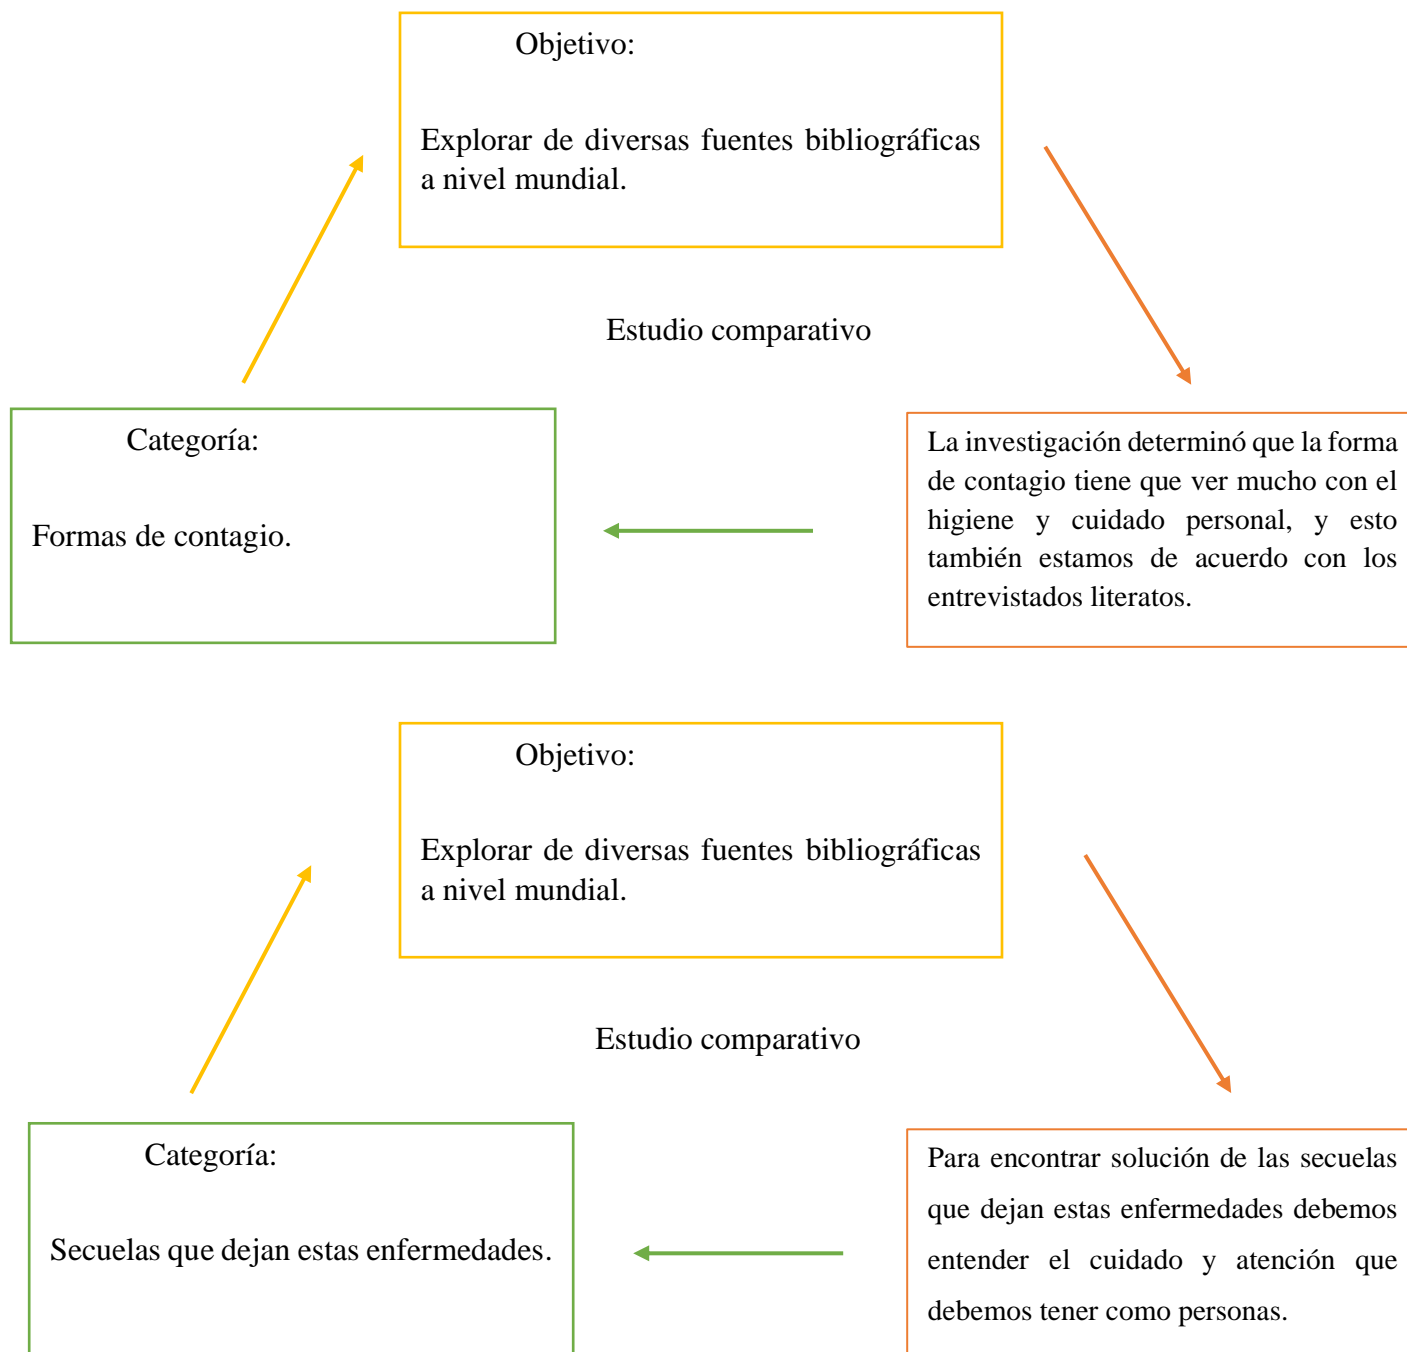 Objetivo:
Explorar de diversas fuentes bibliográficas
a nivel mundial.
Estudio comparativo
Categoría:
Formas de contagio.
La investigación determinó que la forma
de contagio tiene que ver mucho con el
higiene y cuidado personal, y esto
también estamos de acuerdo con los
entrevistados literatos.
Objetivo:
Explorar de diversas fuentes bibliográficas
a nivel mundial.
Estudio comparativo
Categoría:
Secuelas que dejan estas enfermedades.
Para encontrar solución de las secuelas
que dejan estas enfermedades debemos
entender el cuidado y atención que
debemos tener como personas.